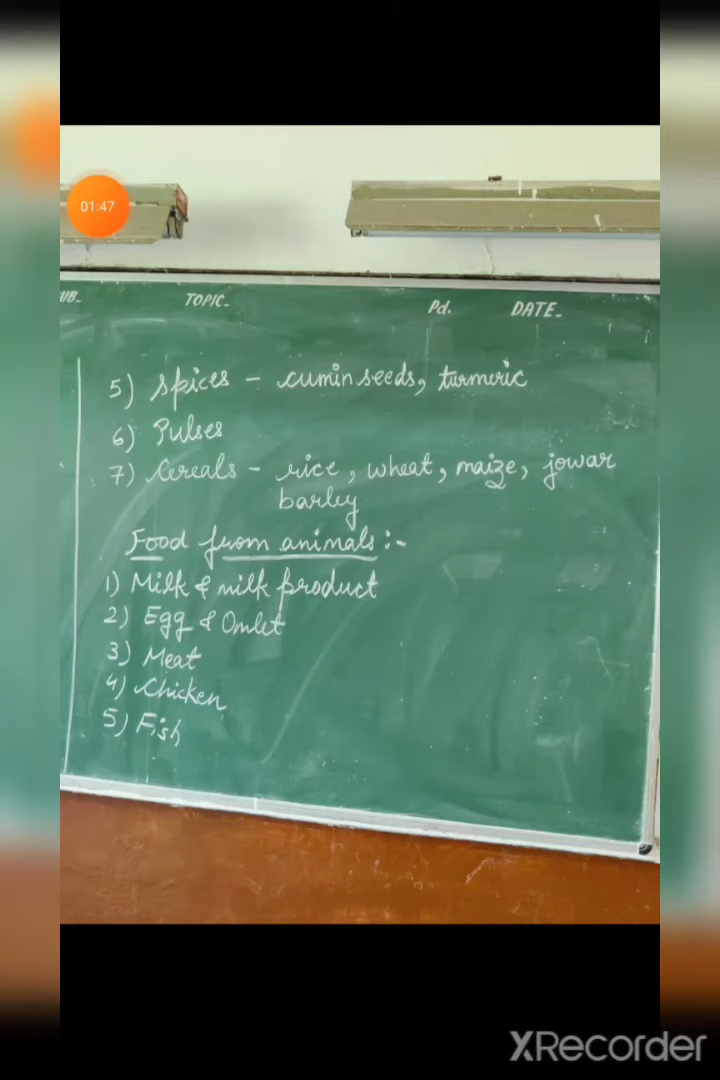 01:47
UB-
TOPIC-
Pd.
DATE-
5) Spices - cumin seeds, turmeric
6) Pulses
7) Cereals - rice, wheat, maize, jowar
barley
Food from animals:-
1) Milk & milk product
2) Egg & Omlet
3) Meat
4) Chicken
5) Fish
XRecorder